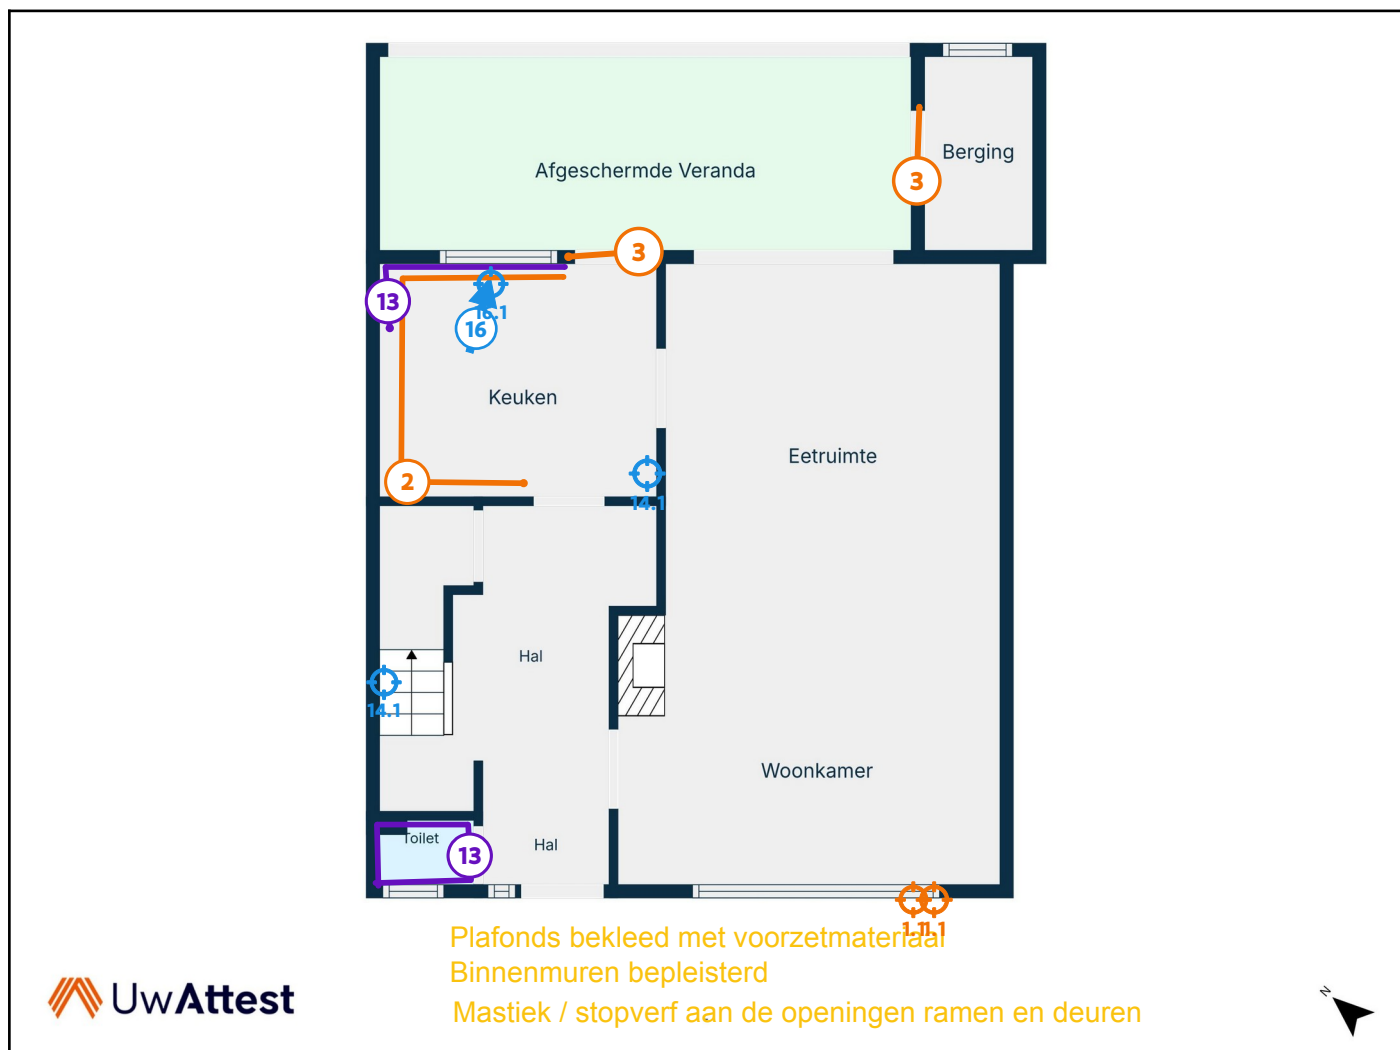 Berging
Afgeschermde Veranda
3
3
13
16.1
16
Keuken
Eetruimte
2
14.1
Hal
14.1
Woonkamer
Toilet
Hal
13
1.1
1.1
Plafonds bekleed met voorzetmateriaal
Binnenmuren bepleisterd
Mastiek / stopverf aan de openingen ramen en deuren
UwAttest
N